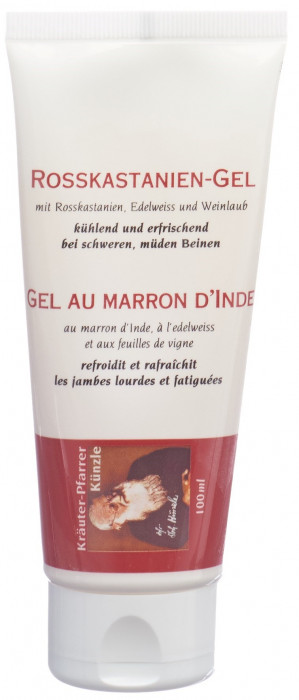 ROSSKASTANIEN-GEL
mit Rosskastanien, Edelweiss und Weinlaub
kühlend und erfrischend
bei schweren, müden Beinen
GEL AU MARRON D'INDE
au marron d'Inde, à l'edelweiss
et aux feuilles de vigne
refroidit et rafraîchit
les jambes lourdes et fatiguées
Kräuter-Pfarrer
Künzle
100ml